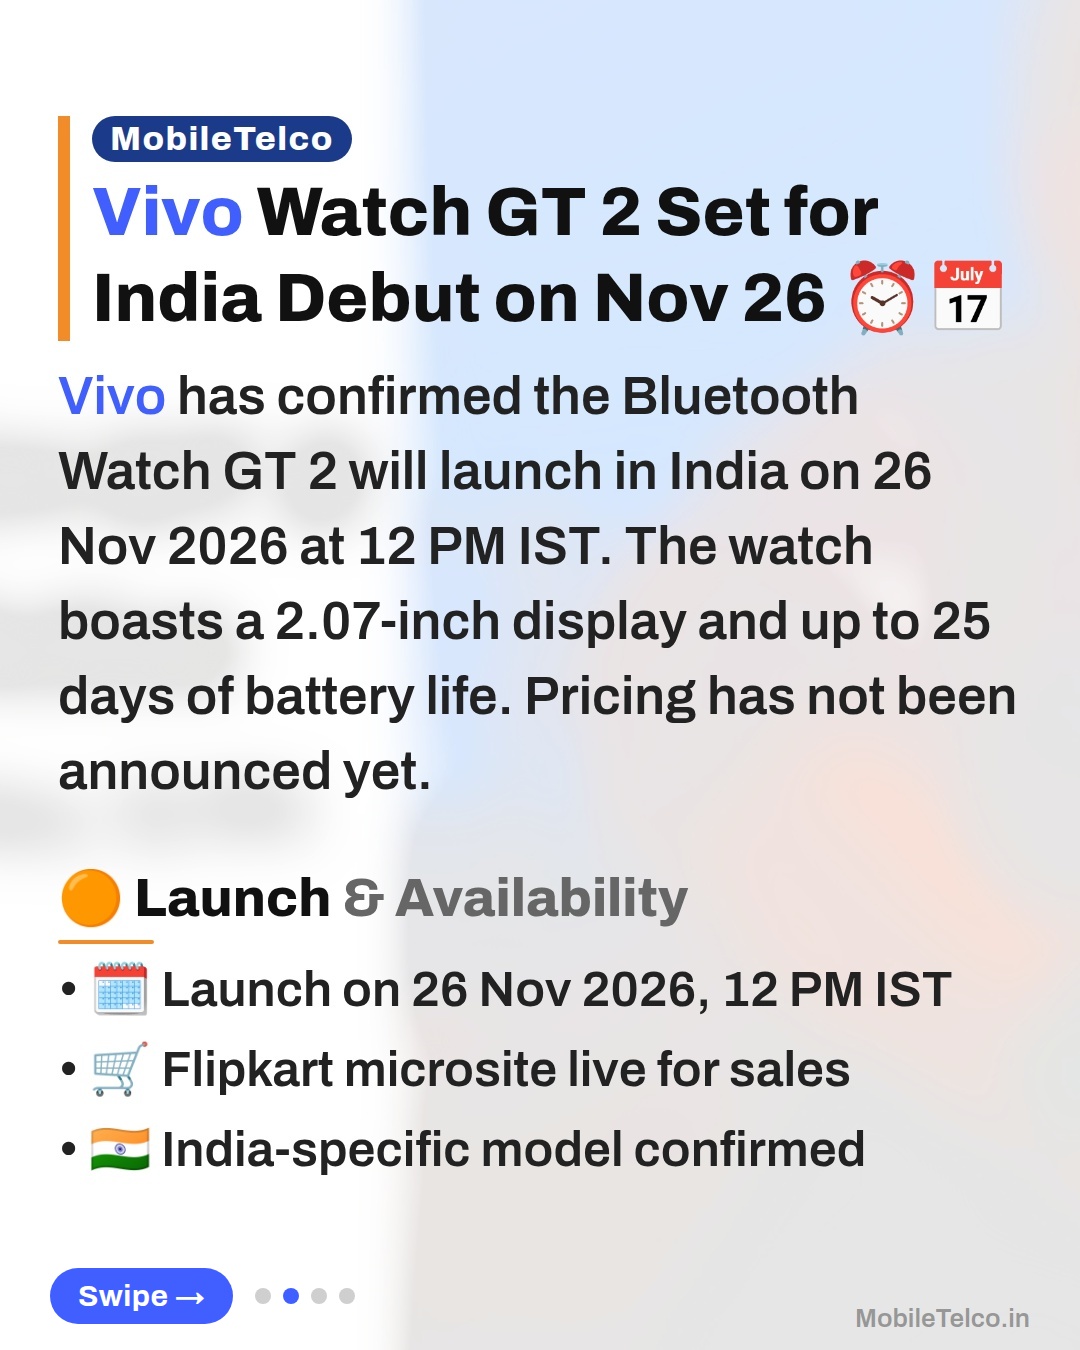 MobileTelco
Vivo Watch GT 2 Set for
India Debut on Nov 26 ⏰ 📅
July
17
Vivo has confirmed the Bluetooth
Watch GT 2 will launch in India on 26
Nov 2026 at 12 PM IST. The watch
boasts a 2.07-inch display and up to 25
days of battery life. Pricing has not been
announced yet.
🟠 Launch & Availability
• 🗓️ Launch on 26 Nov 2026, 12 PM IST
• 🛒 Flipkart microsite live for sales
• 🇮🇳 India-specific model confirmed
Swipe →
MobileTelco.in